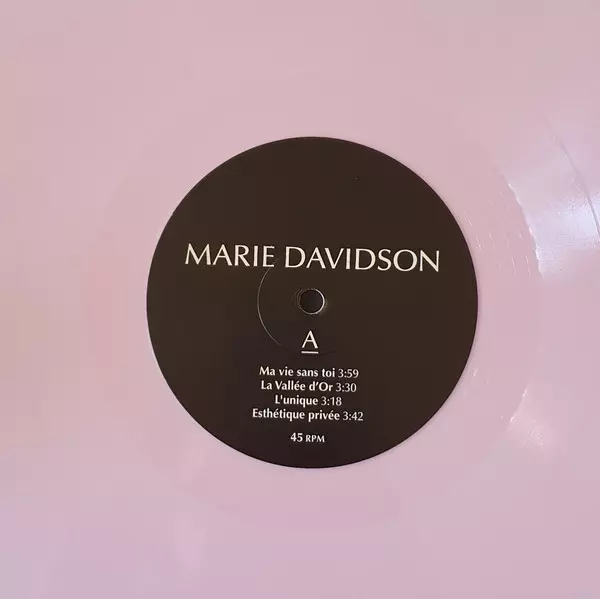 MARIE DAVIDSON
A
Ma vie sans toi 3:59
La Vallée d'Or 3:30
L'unique 3:18
Esthétique privée 3:42
45 RPM